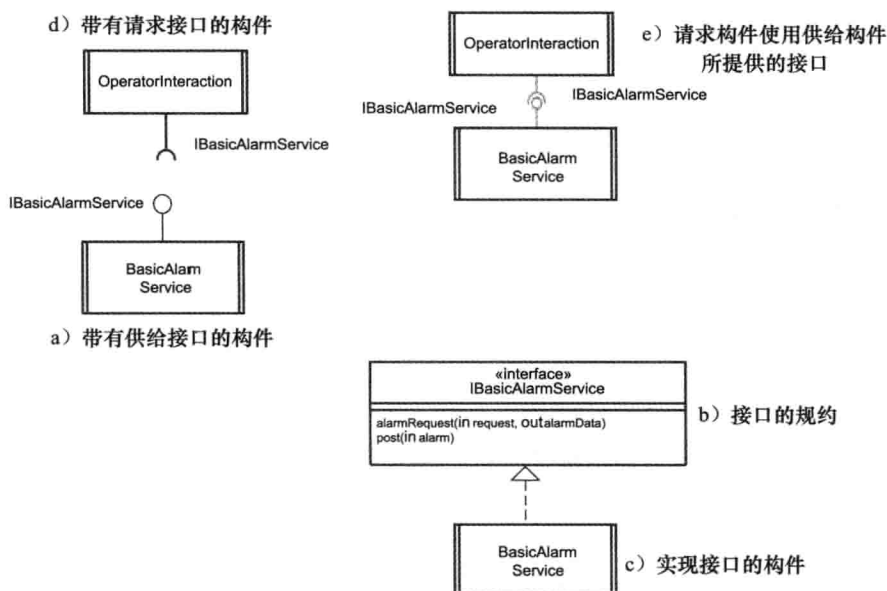 d）带有请求接口的构件
OperatorInteraction
IBasicAlarmService
IBasicAlarmService
BasicAlarm
Service
a）带有供给接口的构件
OperatorInteraction
e）请求构件使用供给构件
所提供的接口
IBasicAlarmService
IBasicAlarmService
BasicAlarm
Service
«interface»
IBasicAlarmService
alarmRequest(in request, outalarmData)
post(in alarm)
b）接口的规约
BasicAlarm
Service
c）实现接口的构件